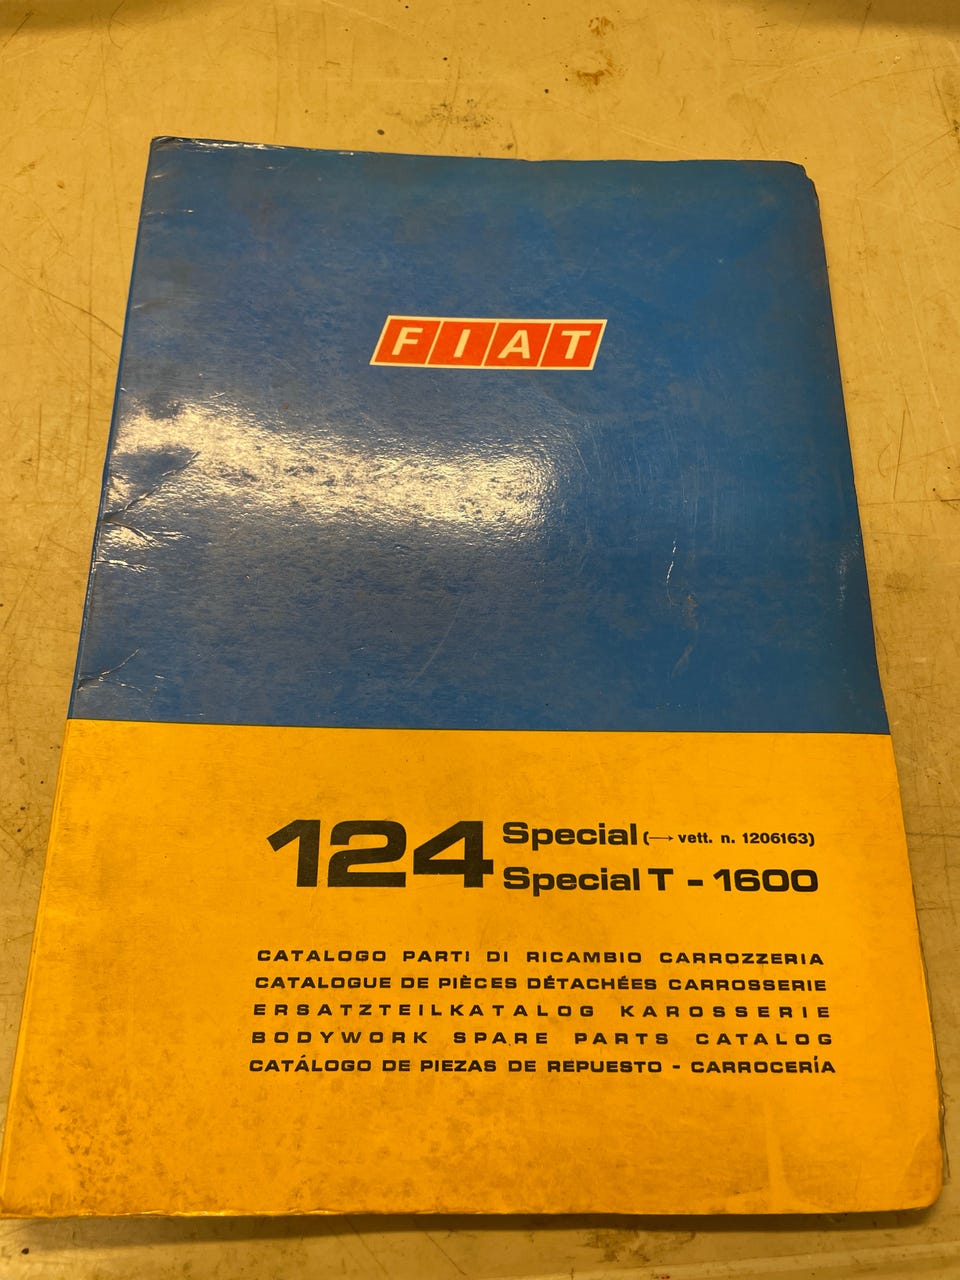 FIAT
124 Special (→ vett. n. 1206163)
Special T - 1600
CATALOGO PARTI DI RICAMBIO CARROZZERIA
CATALOGUE DE PIÈCES DÉTACHÉES CARROSSERIE
ERSATZTEILKATALOG KAROSSERIE
BODYWORK SPARE PARTS CATALOG
CATÁLOGO DE PIEZAS DE REPUESTO - CARROCERÍA